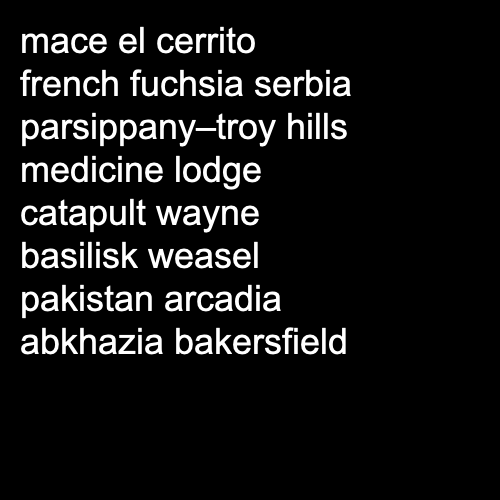 mace el cerrito
french fuchsia serbia
parsippany–troy hills
medicine lodge
catapult wayne
basilisk weasel
pakistan arcadia
abkhazia bakersfield